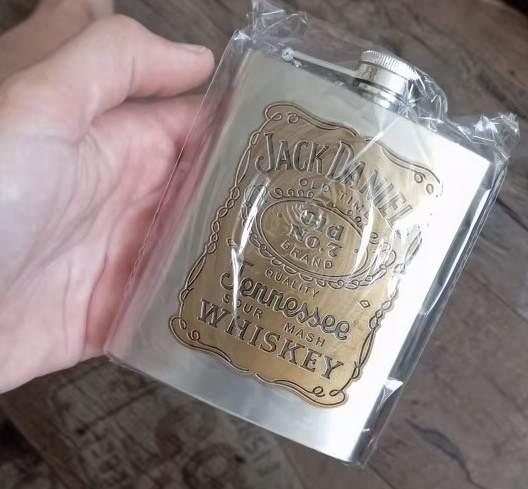 JACK DANIEL
OLD TIME
Old
NO.7
BRAND
QUALITY
Tennessee
SOUR MASH
WHISKEY